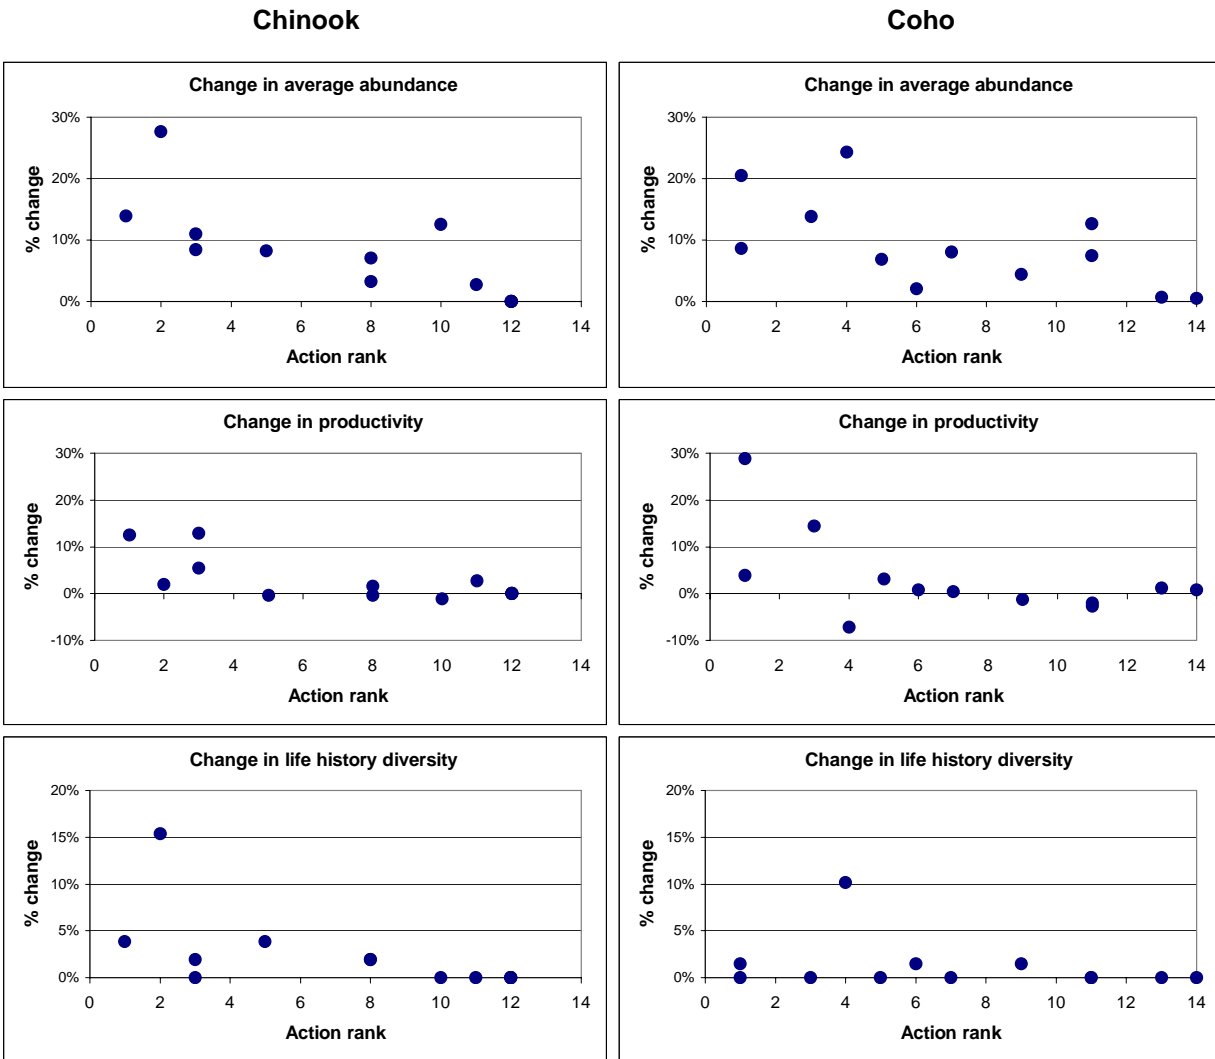 Chinook
Coho
Change in average abundance
30%
20%
10%
0%
% change
0 2 4 6 8 10 12 14
Action rank
Change in average abundance
30%
20%
10%
0%
% change
0 2 4 6 8 10 12 14
Action rank
Change in productivity
30%
20%
10%
0%
-10%
% change
0 2 4 6 8 10 12 14
Action rank
Change in productivity
30%
20%
10%
0%
-10%
% change
0 2 4 6 8 10 12 14
Action rank
Change in life history diversity
20%
15%
10%
5%
0%
% change
0 2 4 6 8 10 12 14
Action rank
Change in life history diversity
20%
15%
10%
5%
0%
% change
0 2 4 6 8 10 12 14
Action rank